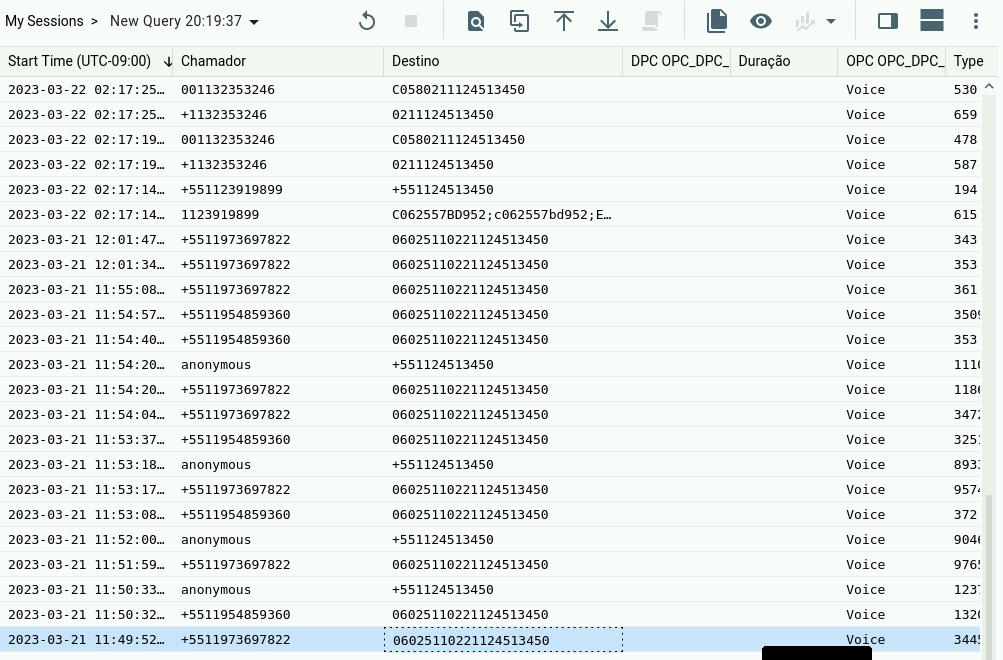 My Sessions > New Query 20:19:37
Start Time (UTC-09:00) Chamador Destino DPC OPC_DPC_ Duração OPC OPC_DPC_ Type
2023-03-22 02:17:25… 001132353246 C0580211124513450 Voice 530
2023-03-22 02:17:25… +1132353246 0211124513450 Voice 659
2023-03-22 02:17:19… 001132353246 C0580211124513450 Voice 478
2023-03-22 02:17:19… +1132353246 0211124513450 Voice 587
2023-03-22 02:17:14… +551123919899 +551124513450 Voice 194
2023-03-22 02:17:14… 1123919899 C062557BD952;c062557bd952;E… Voice 615
2023-03-21 12:01:47… +5511973697822 06025110221124513450 Voice 343
2023-03-21 12:01:34… +5511973697822 06025110221124513450 Voice 353
2023-03-21 11:55:08… +5511973697822 06025110221124513450 Voice 361
2023-03-21 11:54:57… +5511954859360 06025110221124513450 Voice 3509
2023-03-21 11:54:40… +5511954859360 06025110221124513450 Voice 353
2023-03-21 11:54:20… anonymous +551124513450 Voice 1110
2023-03-21 11:54:20… +5511973697822 06025110221124513450 Voice 1186
2023-03-21 11:54:04… +5511973697822 06025110221124513450 Voice 3472
2023-03-21 11:53:37… +5511954859360 06025110221124513450 Voice 3251
2023-03-21 11:53:18… anonymous +551124513450 Voice 8933
2023-03-21 11:53:17… +5511973697822 06025110221124513450 Voice 9574
2023-03-21 11:53:08… +5511954859360 06025110221124513450 Voice 372
2023-03-21 11:52:00… anonymous +551124513450 Voice 9046
2023-03-21 11:51:59… +5511973697822 06025110221124513450 Voice 9765
2023-03-21 11:50:33… anonymous +551124513450 Voice 1237
2023-03-21 11:50:32… +5511954859360 06025110221124513450 Voice 1320
2023-03-21 11:49:52… +5511973697822 06025110221124513450 Voice 3445